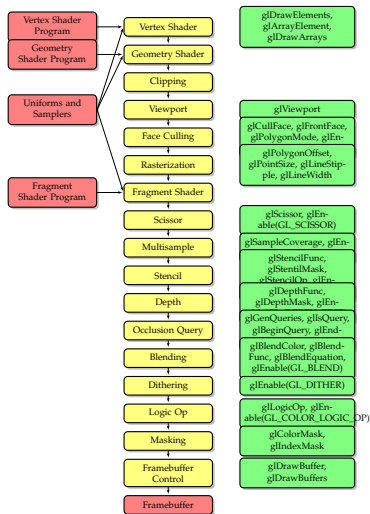 Vertex Shader
Program
Geometry
Shader Program
Uniforms and
Samplers
Fragment
Shader Program
Vertex Shader
Geometry Shader
Clipping
Viewport
Face Culling
Rasterization
Fragment Shader
Scissor
Multisample
Stencil
Depth
Occlusion Query
Blending
Dithering
Logic Op
Masking
Framebuffer
Control
Framebuffer
glDrawElements,
glArrayElement,
glDrawArrays
glViewport
glCullFace, glFrontFace,
glPolygonMode, glEn-
glPolygonOffset,
glPointSize, glLineStip-
ple, glLineWidth
glScissor, glEn-
able(GL_SCISSOR)
glSampleCoverage, glEn-
glStencilFunc,
glStentilMask,
glStencilOp, glEn-
glDepthFunc,
glDepthMask, glEn-
glGenQueries, glIsQuery,
glBeginQuery, glEnd-
glBlendColor, glBlend-
Func, glBlendEquation,
glEnable(GL_BLEND)
glEnable(GL_DITHER)
glLogicOp, glEn-
able(GL_COLOR_LOGIC_OP)
glColorMask,
glIndexMask
glDrawBuffer,
glDrawBuffers